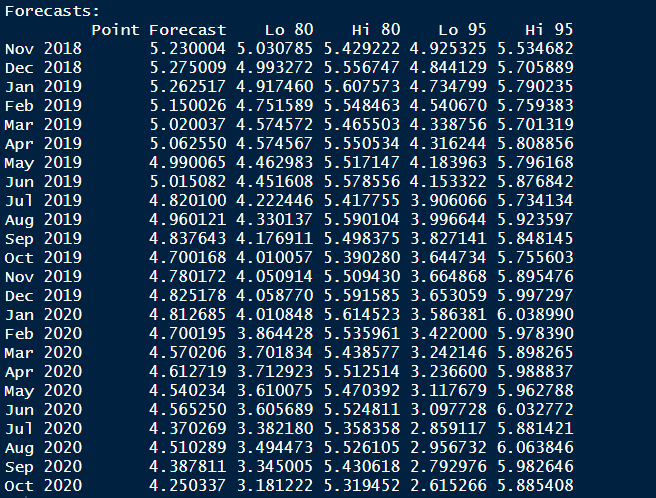 Forecasts:
         Point Forecast    Lo 80    Hi 80    Lo 95    Hi 95
Nov 2018       5.230004 5.030785 5.429222 4.925325 5.534682
Dec 2018       5.275009 4.993272 5.556747 4.844129 5.705889
Jan 2019       5.262517 4.917460 5.607573 4.734799 5.790235
Feb 2019       5.150026 4.751589 5.548463 4.540670 5.759383
Mar 2019       5.020037 4.574572 5.465503 4.338756 5.701319
Apr 2019       5.062550 4.574567 5.550534 4.316244 5.808856
May 2019       4.990065 4.462983 5.517147 4.183963 5.796168
Jun 2019       5.015082 4.451608 5.578556 4.153322 5.876842
Jul 2019       4.820100 4.222446 5.417755 3.906066 5.734134
Aug 2019       4.960121 4.330137 5.590104 3.996644 5.923597
Sep 2019       4.837643 4.176911 5.498375 3.827141 5.848145
Oct 2019       4.700168 4.010057 5.390280 3.644734 5.755603
Nov 2019       4.780172 4.050914 5.509430 3.664868 5.895476
Dec 2019       4.825178 4.058770 5.591585 3.653059 5.997297
Jan 2020       4.812685 4.010848 5.614523 3.586381 6.038990
Feb 2020       4.700195 3.864428 5.535961 3.422000 5.978390
Mar 2020       4.570206 3.701834 5.438577 3.242146 5.898265
Apr 2020       4.612719 3.712923 5.512514 3.236600 5.988837
May 2020       4.540234 3.610075 5.470392 3.117679 5.962788
Jun 2020       4.565250 3.605689 5.524811 3.097728 6.032772
Jul 2020       4.370269 3.382180 5.358358 2.859117 5.881421
Aug 2020       4.510289 3.494473 5.526105 2.956732 6.063846
Sep 2020       4.387811 3.345005 5.430618 2.792976 5.982646
Oct 2020       4.250337 3.181222 5.319452 2.615266 5.885408